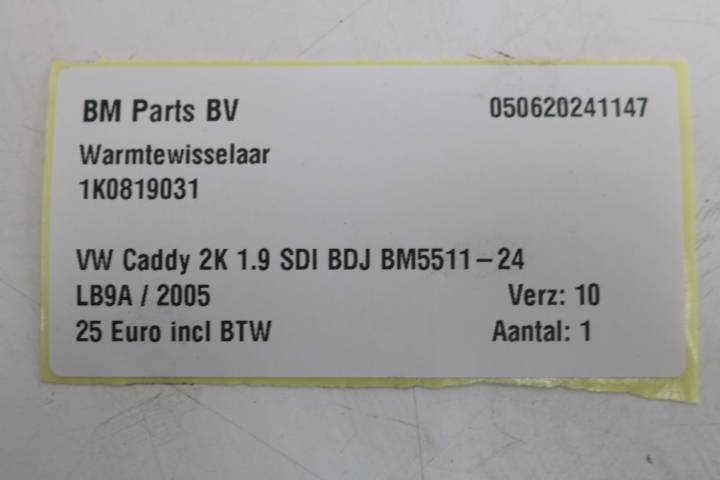 BM Parts BV 050620241147
Warmtewisselaar
1K0819031
VW Caddy 2K 1.9 SDI BDJ BM5511-24
LB9A / 2005 Verz: 10
25 Euro incl BTW Aantal: 1